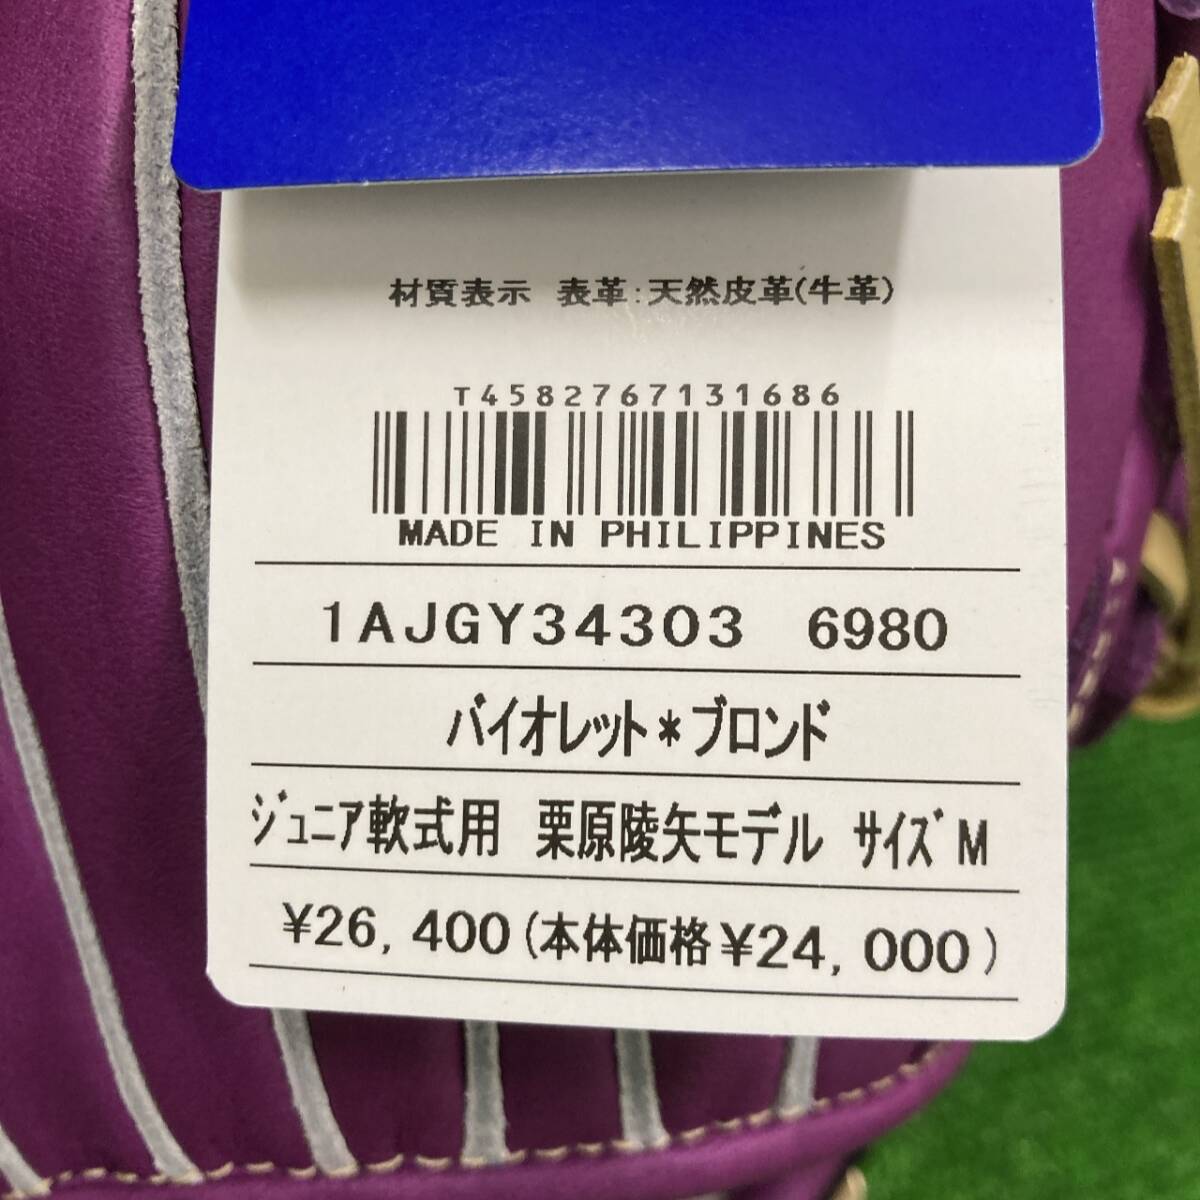 材質表示　表革:天然皮革(牛革)
T4582767131686
MADE IN PHILIPPINES
1AJGY34303　6980
バイオレット*ブロンド
ジュニア軟式用　栗原陵矢モデル　サイズM
¥26,400(本体価格¥24,000)